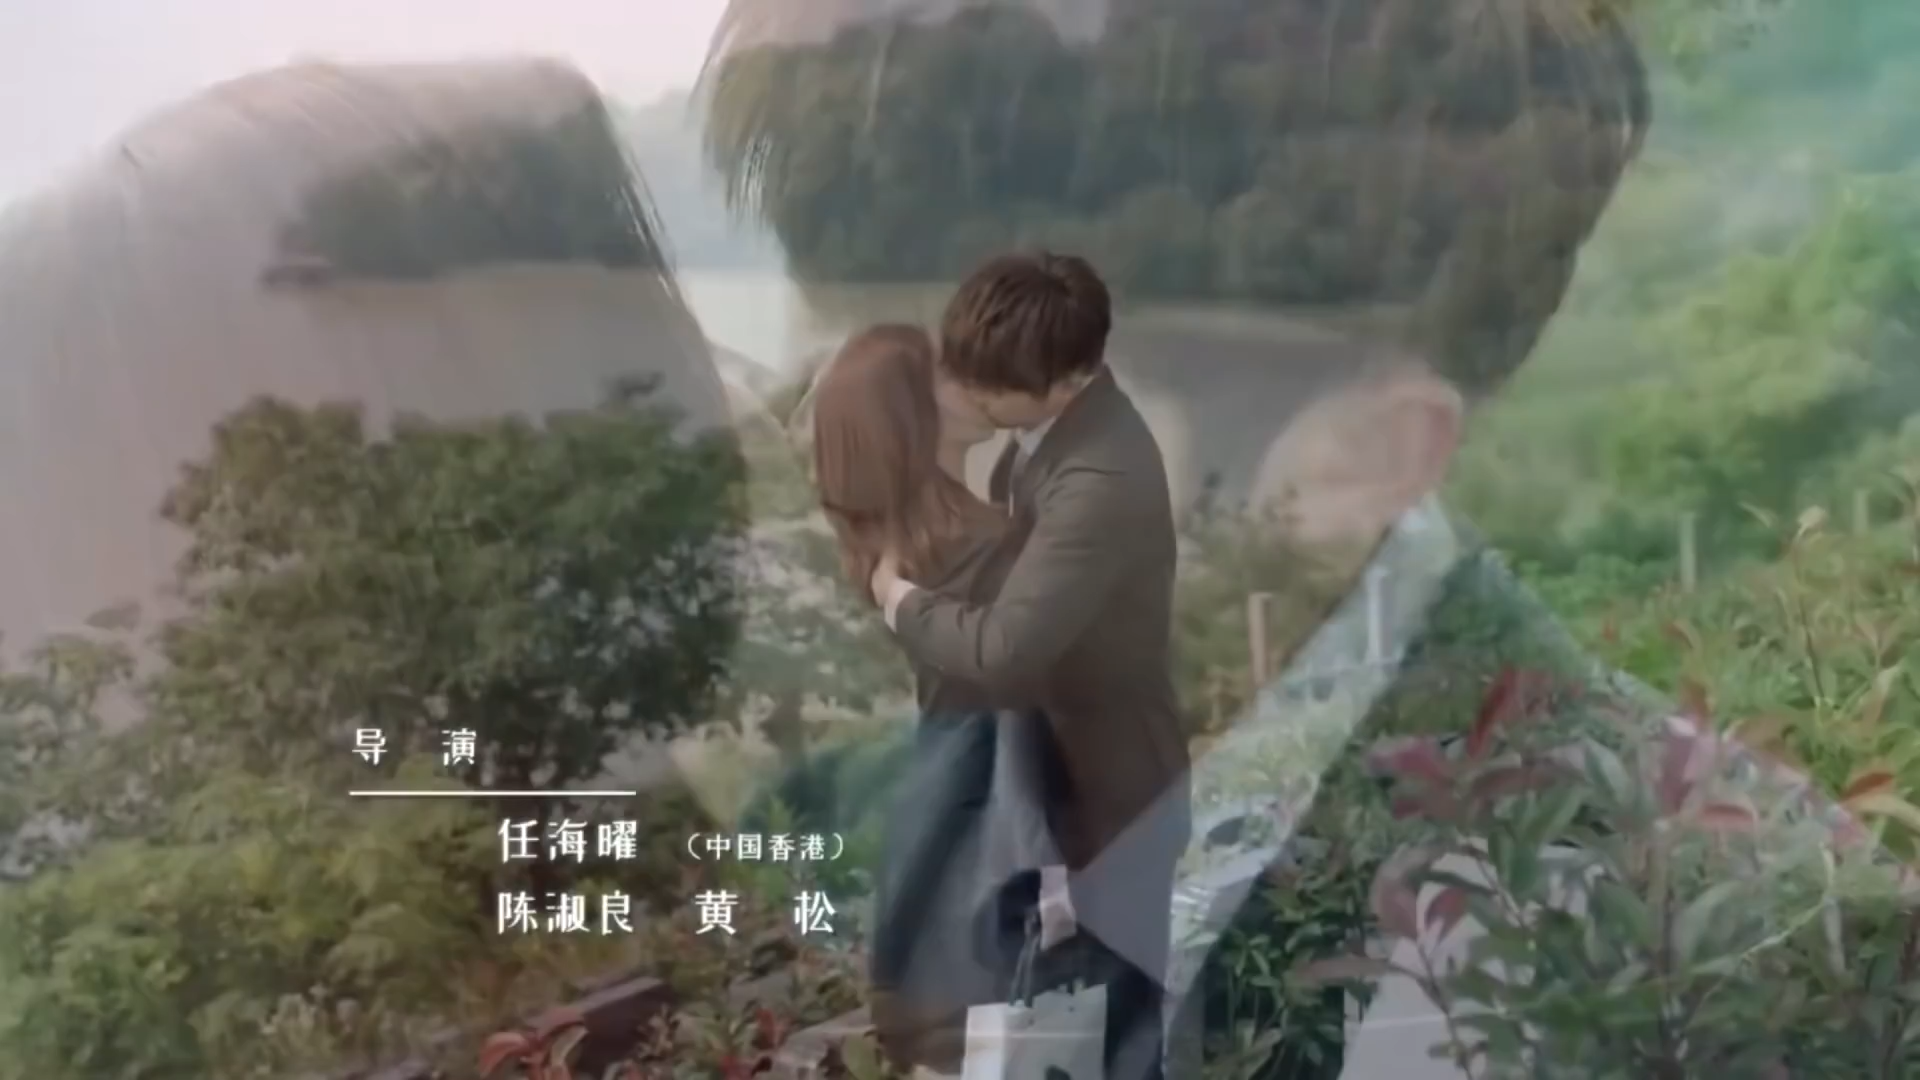 导 演
任海曜 （中国香港）
陈淑良 黄 松